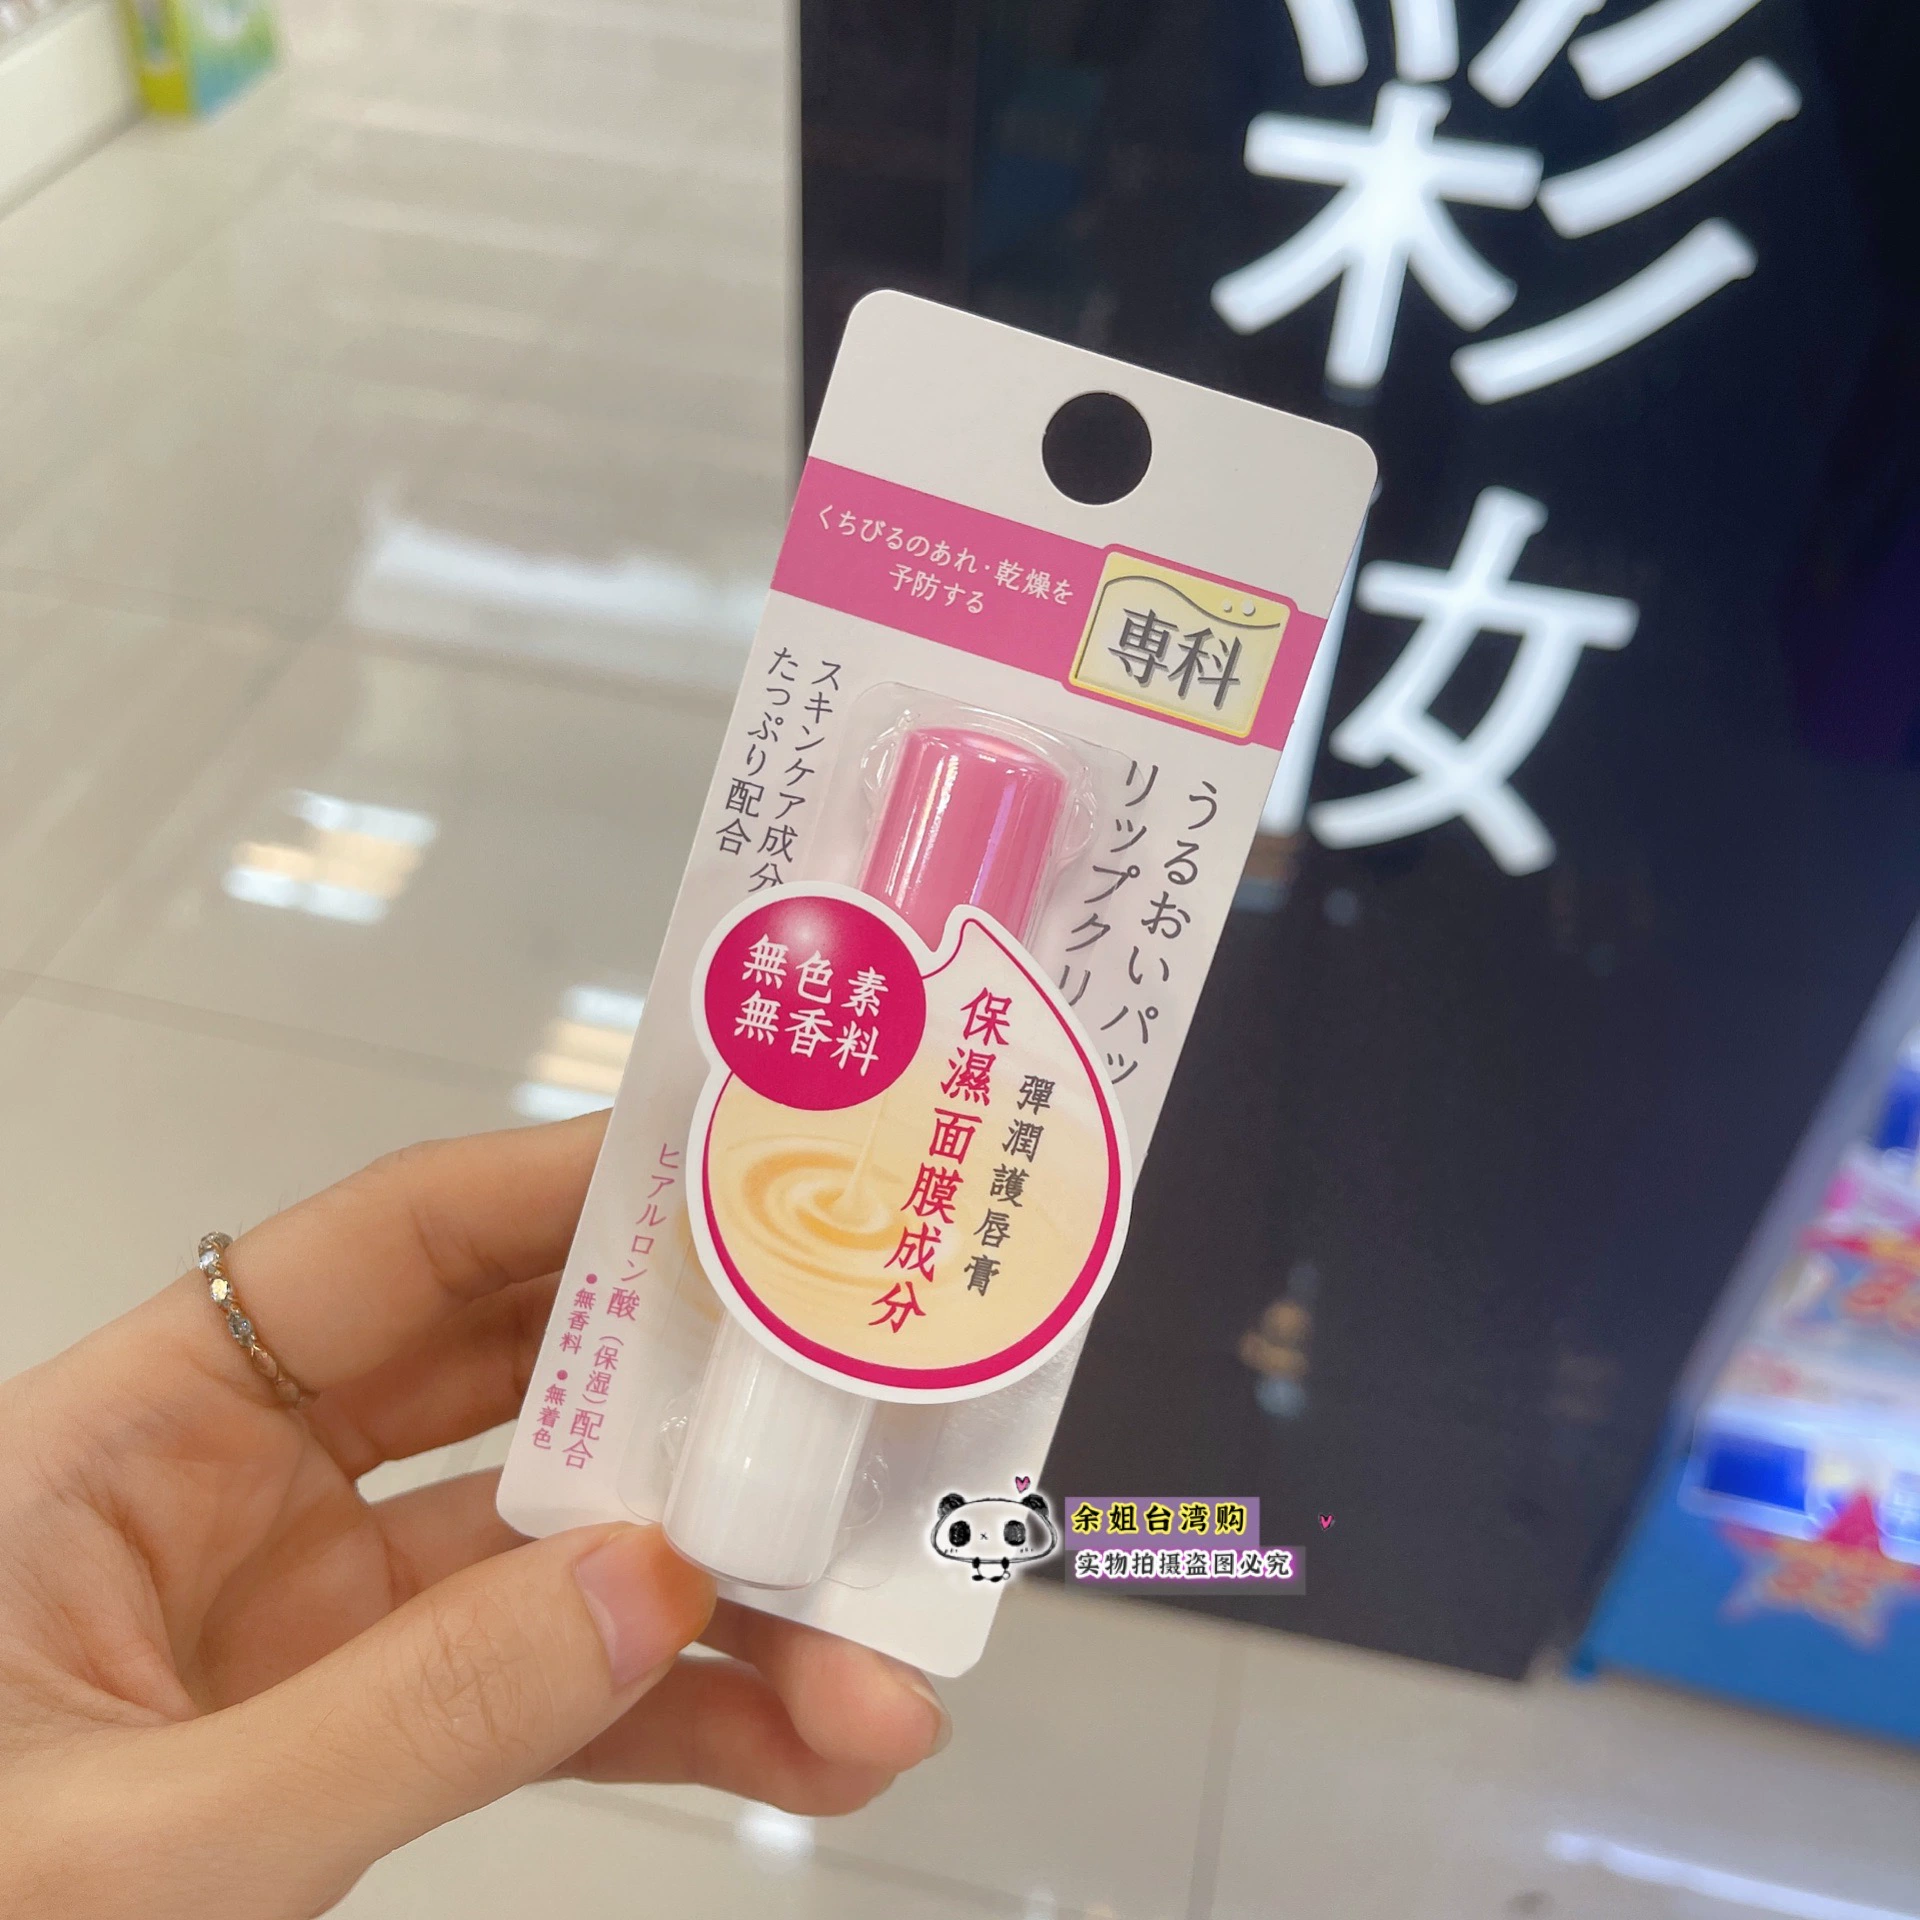 彩妝
くちびるのあれ・乾燥を
予防する
専科
うるおいパッ
リップクリ
スキンケア成分
たっぷり配合
無色素
無香料
彈潤護唇膏
保濕面膜成分
ヒアルロン酸（保湿）配合
●無香料 ●無着色
余姐台湾购
实物拍摄盗图必究